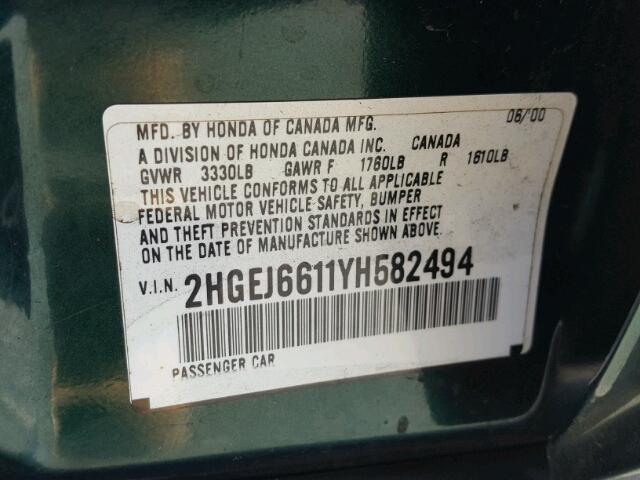 06/00
MFD. BY HONDA OF CANADA MFG.
A DIVISION OF HONDA CANADA INC. CANADA
GVWR 3330LB GAWR F 1760LB R 1610LB
THIS VEHICLE CONFORMS TO ALL APPLICABLE
FEDERAL MOTOR VEHICLE SAFETY, BUMPER
AND THEFT PREVENTION STANDARDS IN EFFECT
ON THE DATE OF MANUFACTURE SHOWN ABOVE.
V.I.N. 2HGEJ6611YH582494
PASSENGER CAR